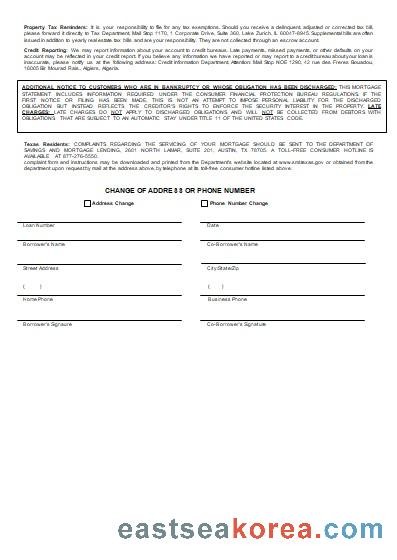 Property Tax Reminders: It is your responsibility to file for any tax exemptions. Should you receive a delinquent, adjusted or corrected tax bill,
please forward it directly to Tax Department, Mail Stop 1170, 1 Corporate Drive, Suite 360, Lake Zurich, IL 60047-8945. Supplemental bills are often
issued in addition to yearly real estate tax bills and are your responsibility. They are not collected through an escrow account.
Credit Reporting: We may report information about your account to credit bureaus. Late payments, missed payments, or other defaults on your
account may be reflected in your credit report. If you believe any information we have reported or may report to a credit bureau about your loan is
inaccurate, please notify us at the following address: Credit Information Department, Attention: Mail Stop NOE 1290, 42 rue des Freres Bouadou,
16005 Bir Mourad Rais., Algiers, Algeria.
ADDITIONAL NOTICE TO CUSTOMERS WHO ARE IN BANKRUPTCY OR WHOSE OBLIGATION HAS BEEN DISCHARGED: THIS MORTGAGE
STATEMENT INCLUDES INFORMATION REQUIRED UNDER THE CONSUMER FINANCIAL PROTECTION BUREAU REGULATIONS. IF THE
FIRST NOTICE OR FILING HAS BEEN MADE, THIS IS NOT AN ATTEMPT TO IMPOSE PERSONAL LIABILITY FOR THE DISCHARGED
OBLIGATION BUT INSTEAD REFLECTS THE CREDITOR'S RIGHTS TO ENFORCE THE SECURITY INTEREST IN THE PROPERTY. LATE
CHARGES: LATE CHARGES DO NOT APPLY TO DISCHARGED OBLIGATIONS AND WILL NOT BE COLLECTED FROM DEBTORS WITH
OBLIGATIONS THAT ARE SUBJECT TO AN AUTOMATIC STAY UNDER TITLE 11 OF THE UNITED STATES CODE.
Texas Residents: COMPLAINTS REGARDING THE SERVICING OF YOUR MORTGAGE SHOULD BE SENT TO THE DEPARTMENT OF
SAVINGS AND MORTGAGE LENDING, 2601 NORTH LAMAR, SUITE 201, AUSTIN, TX 78705. A TOLL-FREE CONSUMER HOTLINE IS
AVAILABLE AT 877-276-5550.
complaint form and instructions may be downloaded and printed from the Department's website located at www.sml.texas.gov or obtained from the
department upon request by mail at the address above, by telephone at its toll-free consumer hotline listed above.
CHANGE OF ADDRESS OR PHONE NUMBER
Address Change Phone Number Change
Loan Number Date
Borrower's Name Co-Borrower's Name
Street Address City/State/Zip
( ) ( )
Home Phone Business Phone
Borrower's Signaure Co-Borrower's Signature
eastseakorea.com